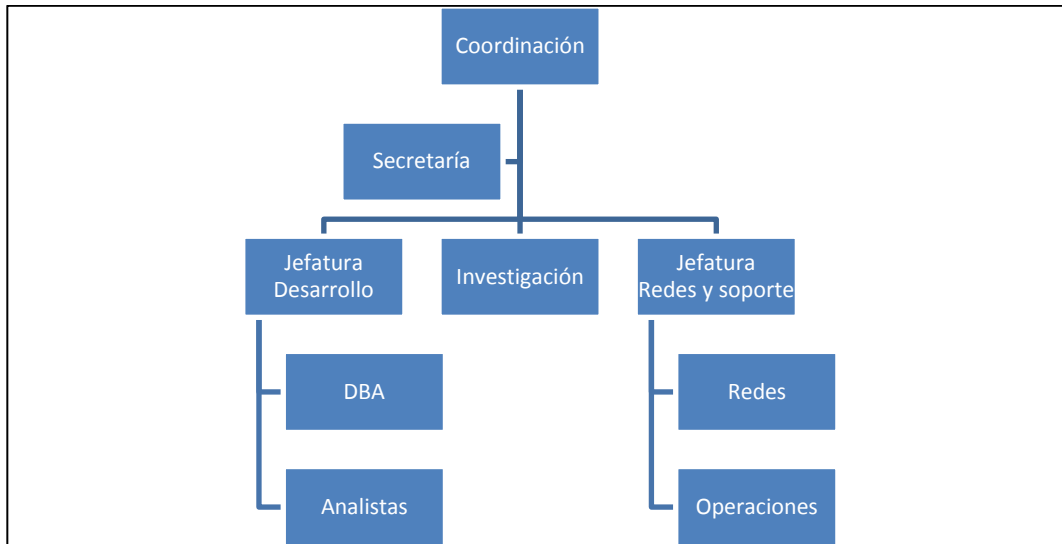 Coordinación
Secretaría
Jefatura
Desarrollo
Investigación
Jefatura
Redes y soporte
DBA
Redes
Analistas
Operaciones